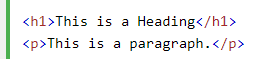 <h1>This is a Heading</h1>
<p>This is a paragraph.</p>